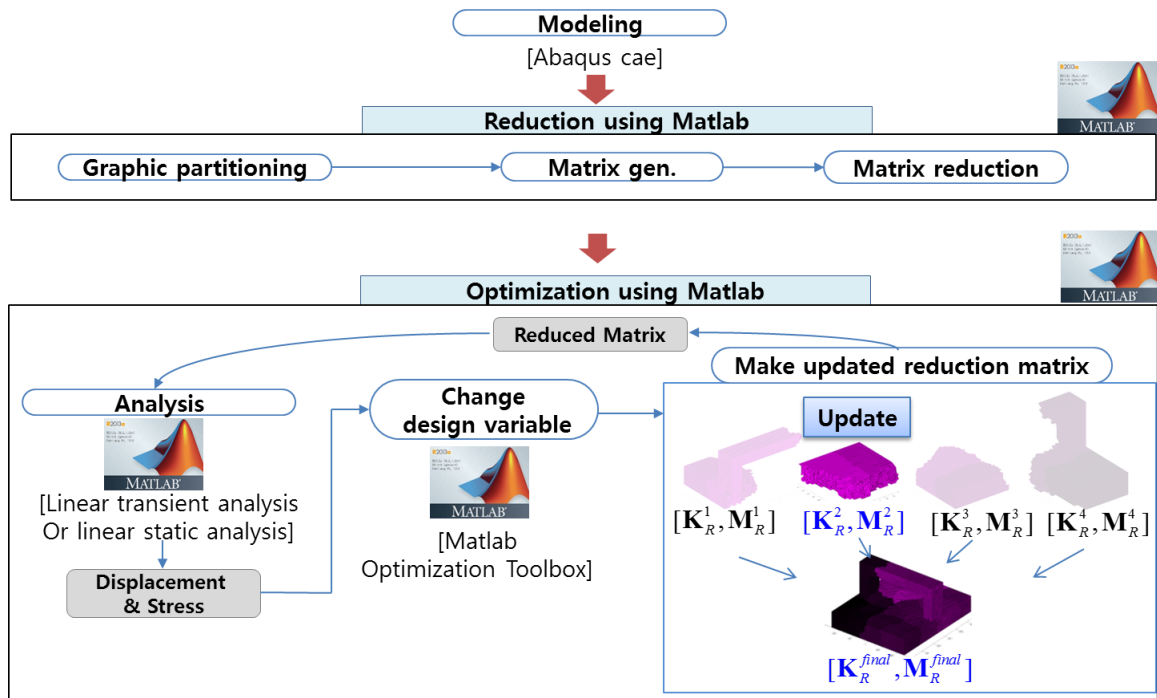 Modeling
[Abaqus cae]
Reduction using Matlab
MATLAB®
Graphic partitioning
Matrix gen.
Matrix reduction
Optimization using Matlab
MATLAB®
Reduced Matrix
Make updated reduction matrix
Analysis
MATLAB®
[Linear transient analysis
Or linear static analysis]
Displacement
& Stress
Change
design variable
MATLAB®
[Matlab
Optimization Toolbox]
Update
[K_R^1, M_R^1]
[K_R^2, M_R^2]
[K_R^3, M_R^3]
[K_R^4, M_R^4]
[K_R^final, M_R^final]